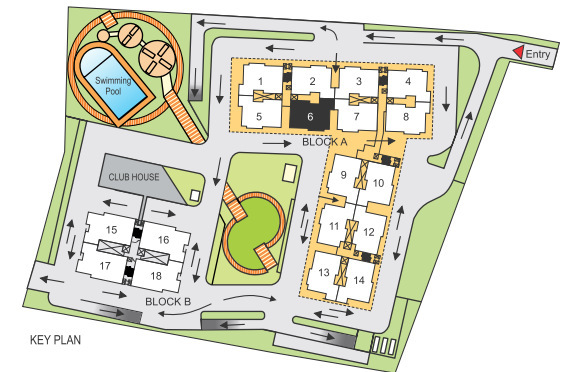 Entry
Swimming
Pool
1 2 3 4
5 6 7 8
BLOCK A
CLUB HOUSE
9 10
11 12
13 14
15 16
17 18
BLOCK B
KEY PLAN